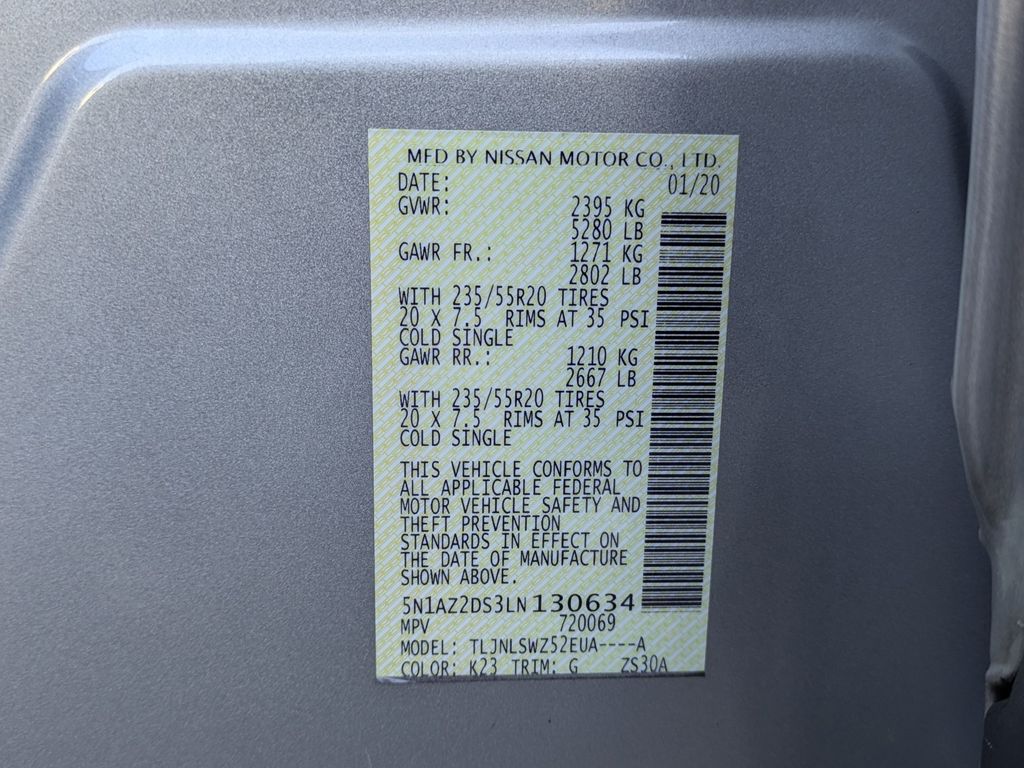 MFD BY NISSAN MOTOR CO., LTD.
DATE: 01/20
GVWR: 2395 KG
5280 LB
GAWR FR.: 1271 KG
2802 LB
WITH 235/55R20 TIRES
20 X 7.5 RIMS AT 35 PSI
COLD SINGLE
GAWR RR.: 1210 KG
2667 LB
WITH 235/55R20 TIRES
20 X 7.5 RIMS AT 35 PSI
COLD SINGLE
THIS VEHICLE CONFORMS TO
ALL APPLICABLE FEDERAL
MOTOR VEHICLE SAFETY AND
THEFT PREVENTION
STANDARDS IN EFFECT ON
THE DATE OF MANUFACTURE
SHOWN ABOVE.
5N1AZ2DS3LN130634
MPV 720069
MODEL: TLJNLSWZ52EUA----A
COLOR: K23 TRIM: G ZS30A